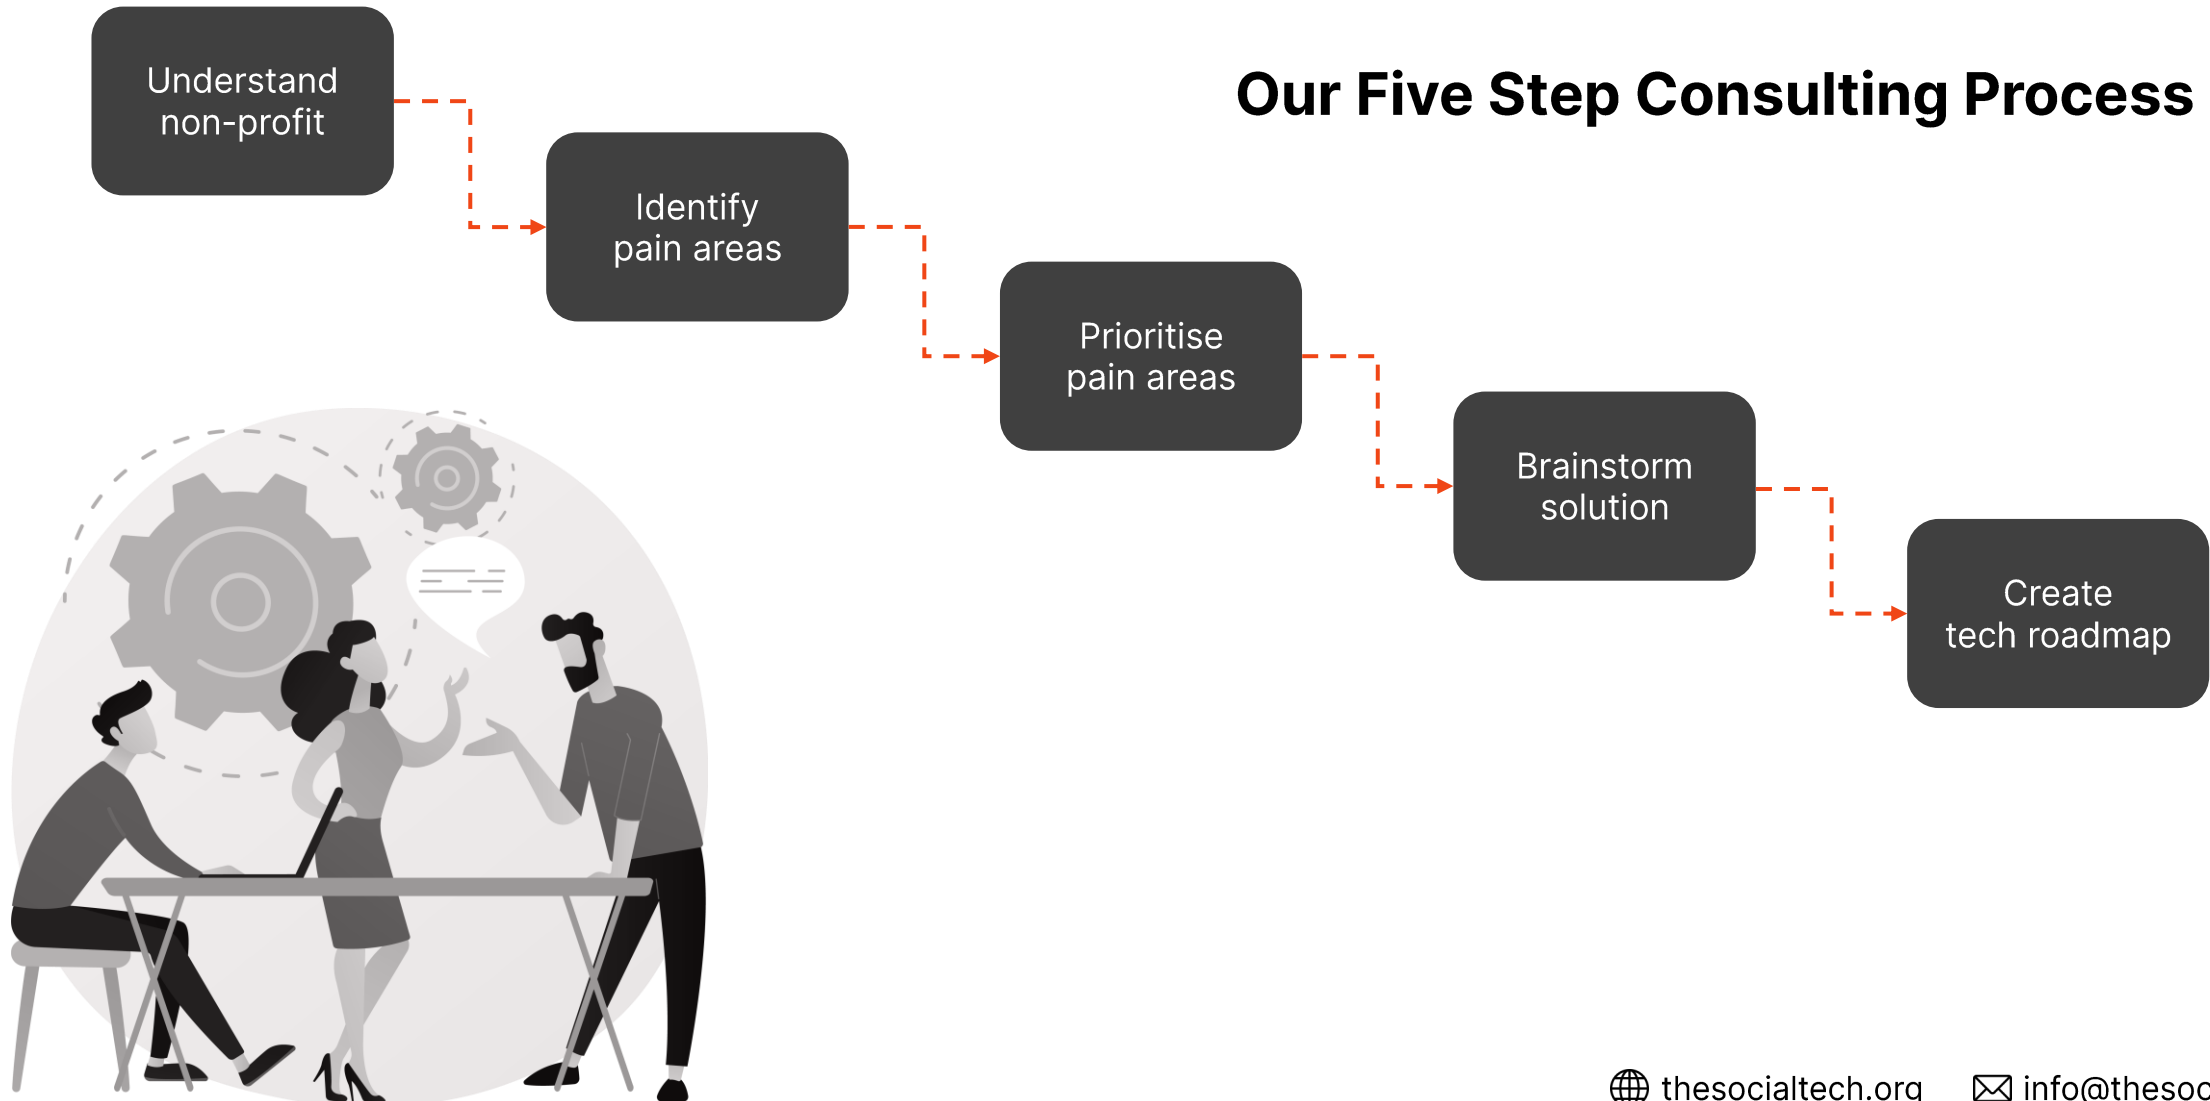 Our Five Step Consulting Process
Understand
non-profit
Identify
pain areas
Prioritise
pain areas
Brainstorm
solution
Create
tech roadmap
thesocialtech.org